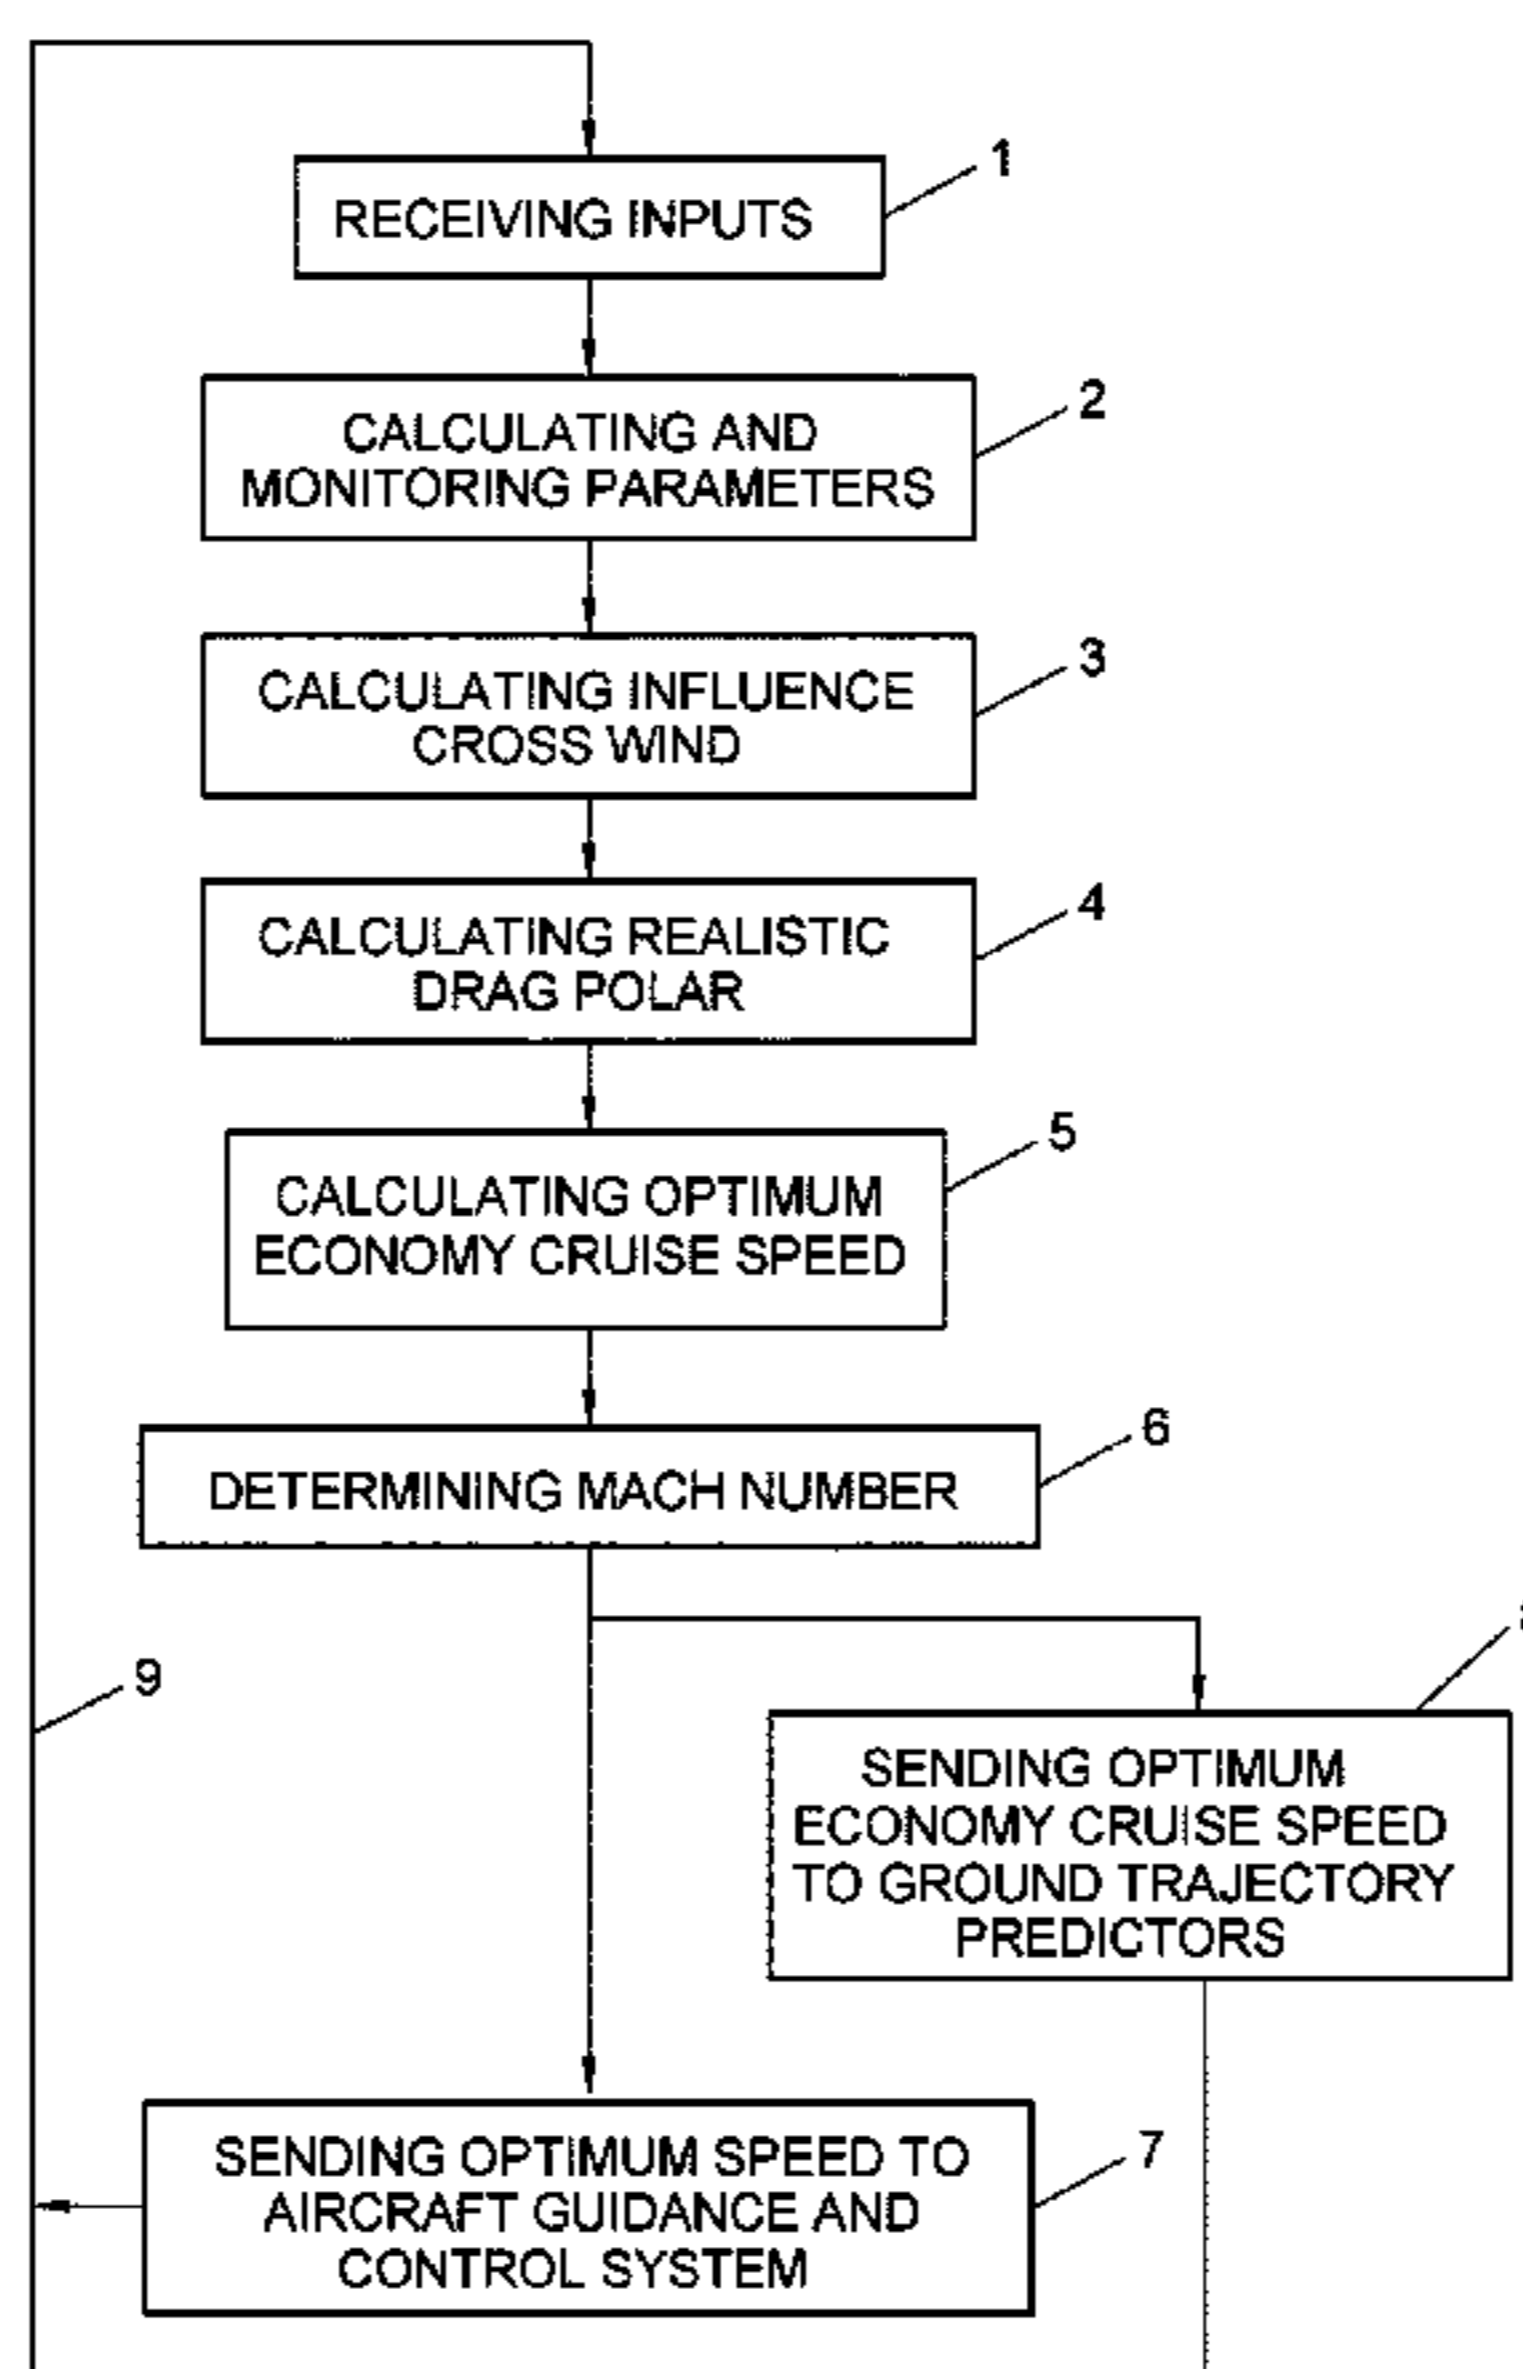 1
RECEIVING INPUTS
2
CALCULATING AND
MONITORING PARAMETERS
3
CALCULATING INFLUENCE
CROSS WIND
4
CALCULATING REALISTIC
DRAG POLAR
5
CALCULATING OPTIMUM
ECONOMY CRUISE SPEED
6
DETERMINING MACH NUMBER
9
SENDING OPTIMUM
ECONOMY CRUISE SPEED
TO GROUND TRAJECTORY
PREDICTORS
7
SENDING OPTIMUM SPEED TO
AIRCRAFT GUIDANCE AND
CONTROL SYSTEM